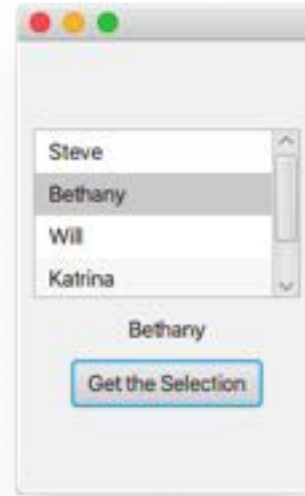 Steve
Bethany
Will
Katrina
Bethany
Get the Selection